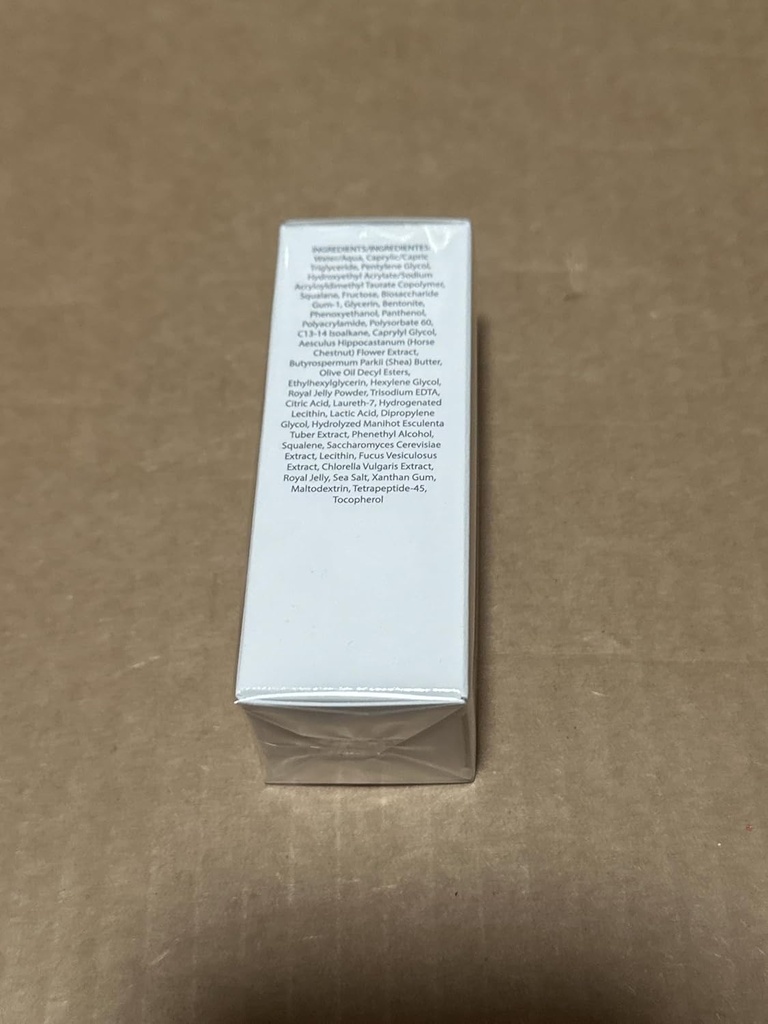 INGREDIENTS/INGREDIENTES:
Water/Aqua, Caprylic/Capric
Triglyceride, Pentylene Glycol,
Hydroxyethyl Acrylate/Sodium
Acryloyldimethyl Taurate Copolymer,
Squalane, Fructose, Biosaccharide
Gum-1, Glycerin, Bentonite,
Phenoxyethanol, Panthenol,
Polyacrylamide, Polysorbate 60,
C13-14 Isoalkane, Caprylyl Glycol,
Aesculus Hippocastanum (Horse
Chestnut) Flower Extract,
Butyrospermum Parkii (Shea) Butter,
Olive Oil Decyl Esters,
Ethylhexylglycerin, Hexylene Glycol,
Royal Jelly Powder, Trisodium EDTA,
Citric Acid, Laureth-7, Hydrogenated
Lecithin, Lactic Acid, Dipropylene
Glycol, Hydrolyzed Manihot Esculenta
Tuber Extract, Phenethyl Alcohol,
Squalene, Saccharomyces Cerevisiae
Extract, Lecithin, Fucus Vesiculosus
Extract, Chlorella Vulgaris Extract,
Royal Jelly, Sea Salt, Xanthan Gum,
Maltodextrin, Tetrapeptide-45,
Tocopherol